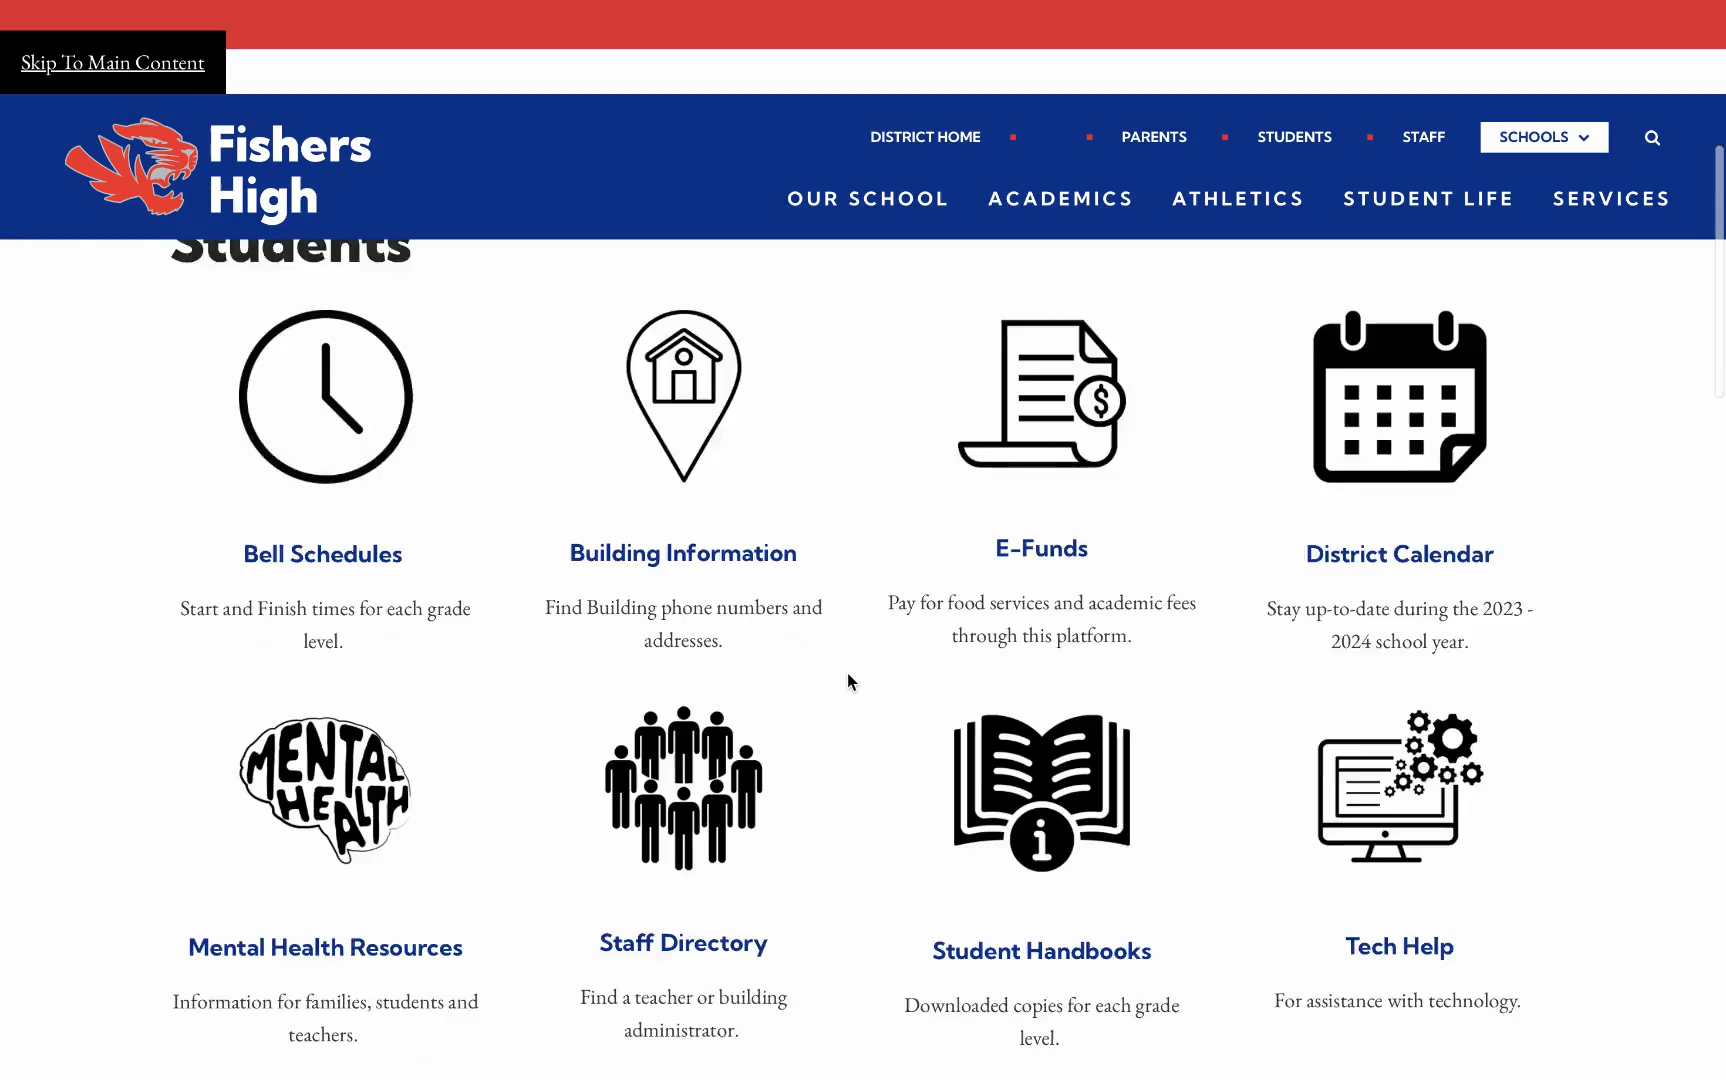 Skip To Main Content
Fishers
High
DISTRICT HOME
PARENTS
STUDENTS
STAFF
SCHOOLS
OUR SCHOOL
ACADEMICS
ATHLETICS
STUDENT LIFE
SERVICES
Students
Bell Schedules
Start and Finish times for each grade
level.
Building Information
Find Building phone numbers and
addresses.
$
E-Funds
Pay for food services and academic fees
through this platform.
District Calendar
Stay up-to-date during the 2023 -
2024 school year.
MENTAL
HEALTH
Mental Health Resources
Information for families, students and
teachers.
Staff Directory
Find a teacher or building
administrator.
i
Student Handbooks
Downloaded copies for each grade
level.
Tech Help
For assistance with technology.